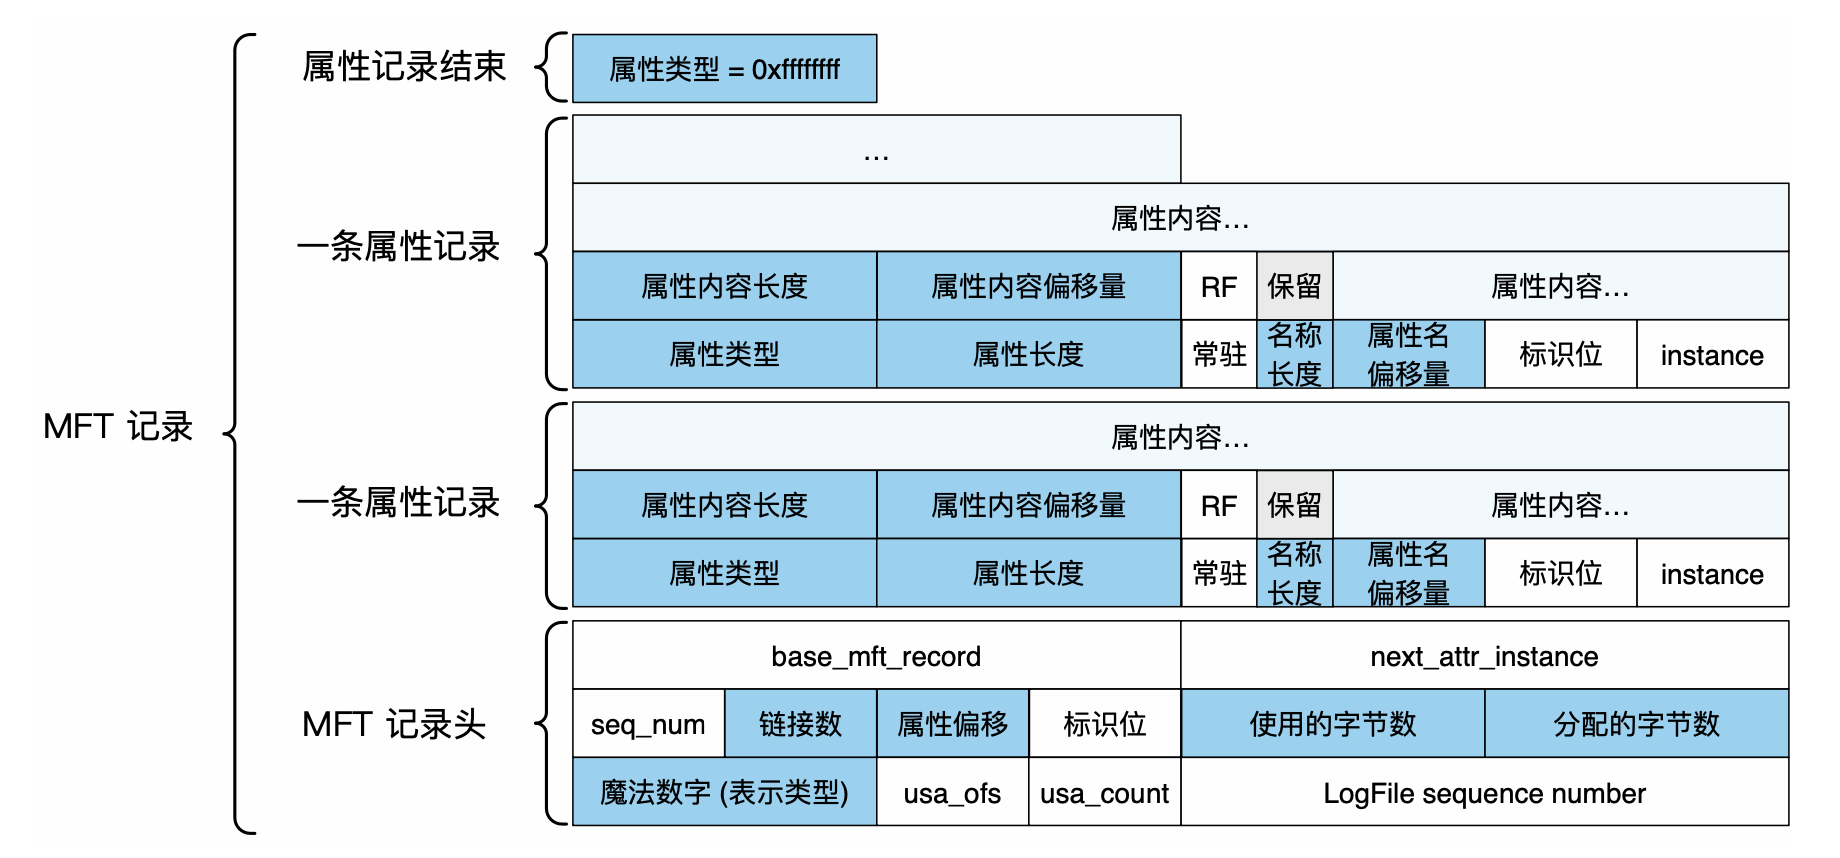 属性记录结束
属性类型 = 0xffffffff
...
属性内容...
一条属性记录
属性内容长度 属性内容偏移量 RF 保留 属性内容...
属性类型 属性长度 常驻 名称长度 属性名偏移量 标识位 instance
MFT 记录
属性内容...
一条属性记录
属性内容长度 属性内容偏移量 RF 保留 属性内容...
属性类型 属性长度 常驻 名称长度 属性名偏移量 标识位 instance
base_mft_record next_attr_instance
MFT 记录头
seq_num 链接数 属性偏移 标识位 使用的字节数 分配的字节数
魔法数字 (表示类型) usa_ofs usa_count LogFile sequence number